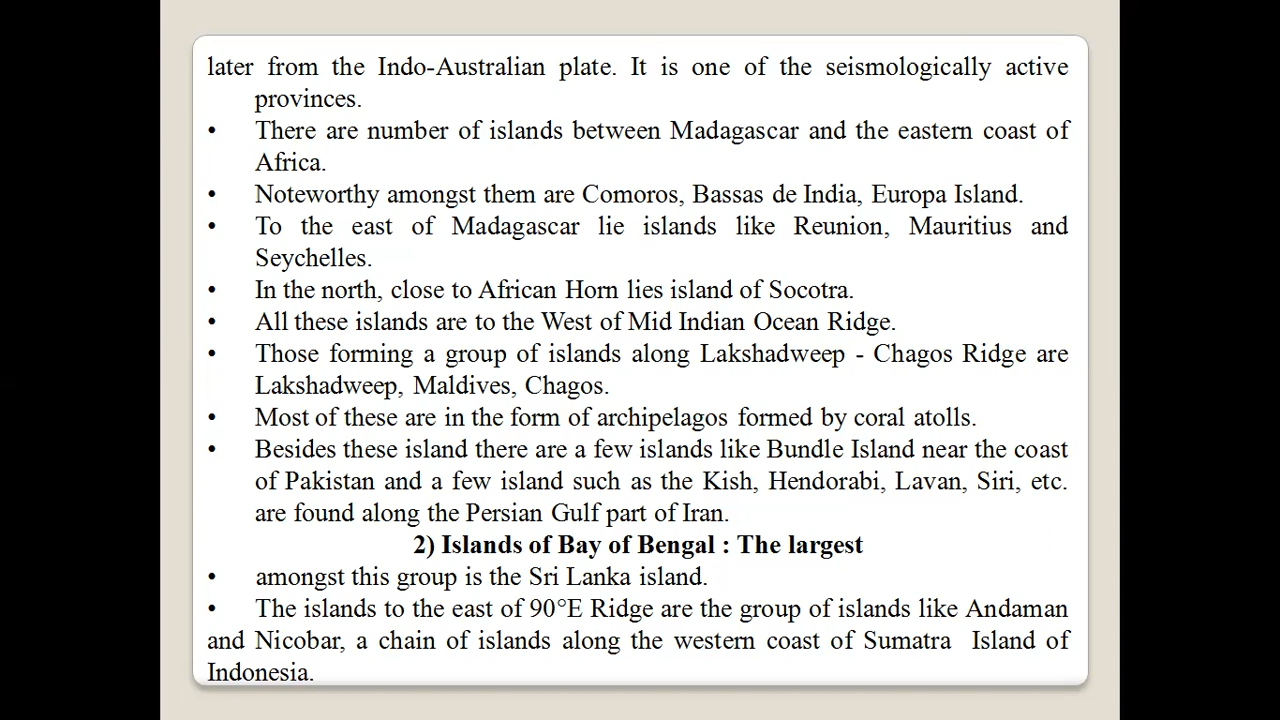 later from the Indo-Australian plate. It is one of the seismologically active
provinces.
• There are number of islands between Madagascar and the eastern coast of
Africa.
• Noteworthy amongst them are Comoros, Bassas de India, Europa Island.
• To the east of Madagascar lie islands like Reunion, Mauritius and
Seychelles.
• In the north, close to African Horn lies island of Socotra.
• All these islands are to the West of Mid Indian Ocean Ridge.
• Those forming a group of islands along Lakshadweep - Chagos Ridge are
Lakshadweep, Maldives, Chagos.
• Most of these are in the form of archipelagos formed by coral atolls.
• Besides these island there are a few islands like Bundle Island near the coast
of Pakistan and a few island such as the Kish, Hendorabi, Lavan, Siri, etc.
are found along the Persian Gulf part of Iran.
2) Islands of Bay of Bengal : The largest
• amongst this group is the Sri Lanka island.
• The islands to the east of 90°E Ridge are the group of islands like Andaman
and Nicobar, a chain of islands along the western coast of Sumatra Island of
Indonesia.